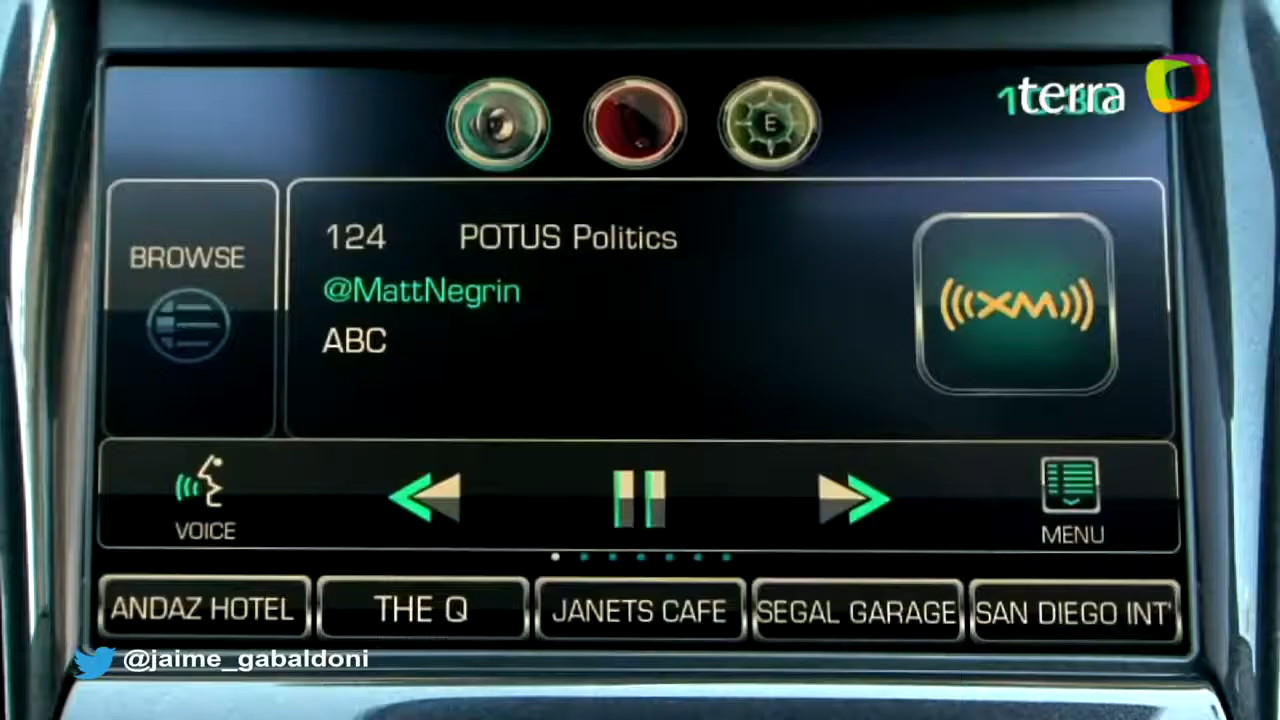 terra
E
124 POTUS Politics
@MattNegrin
ABC
BROWSE
XM
VOICE
MENU
ANDAZ HOTEL
THE Q
JANETS CAFE
SEGAL GARAGE
SAN DIEGO INT'
@jaime_gabaldoni